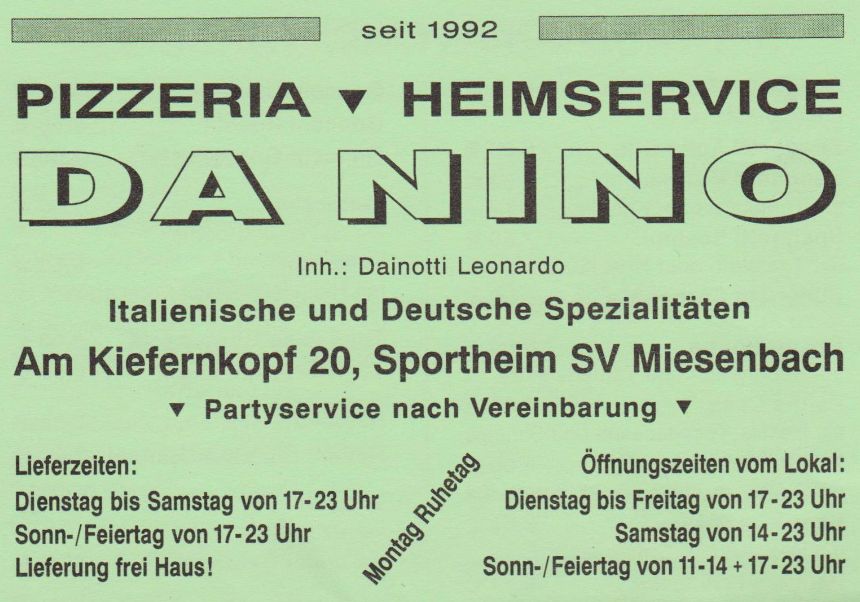 seit 1992
PIZZERIA ▼ HEIMSERVICE
DA NINO
Inh.: Dainotti Leonardo
Italienische und Deutsche Spezialitäten
Am Kiefernkopf 20, Sportheim SV Miesenbach
▼ Partyservice nach Vereinbarung ▼
Lieferzeiten:
Dienstag bis Samstag von 17-23 Uhr
Sonn-/Feiertag von 17-23 Uhr
Lieferung frei Haus!
Montag Ruhetag
Öffnungszeiten vom Lokal:
Dienstag bis Freitag von 17-23 Uhr
Samstag von 14-23 Uhr
Sonn-/Feiertag von 11-14 + 17-23 Uhr